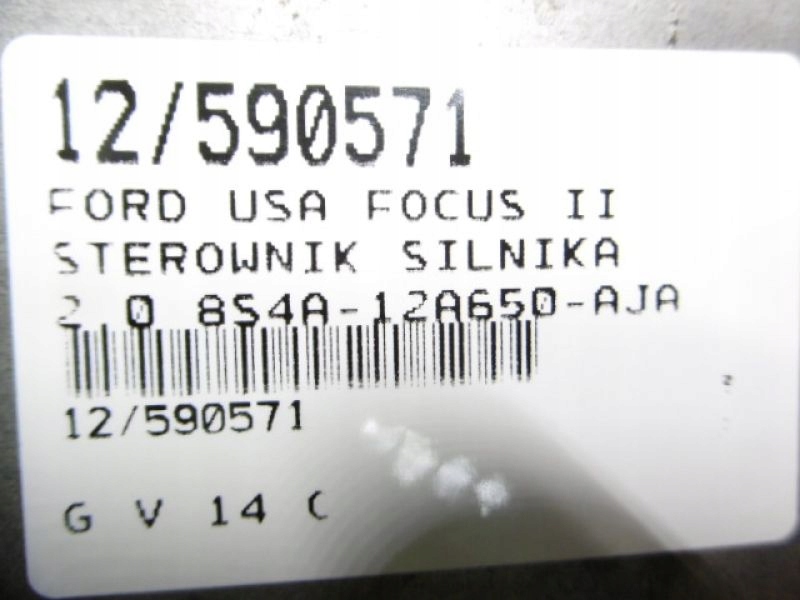 12/590571
FORD USA FOCUS II
STEROWNIK SILNIKA
2 0 8S4A-12A650-AJA
12/590571
G V 14 C